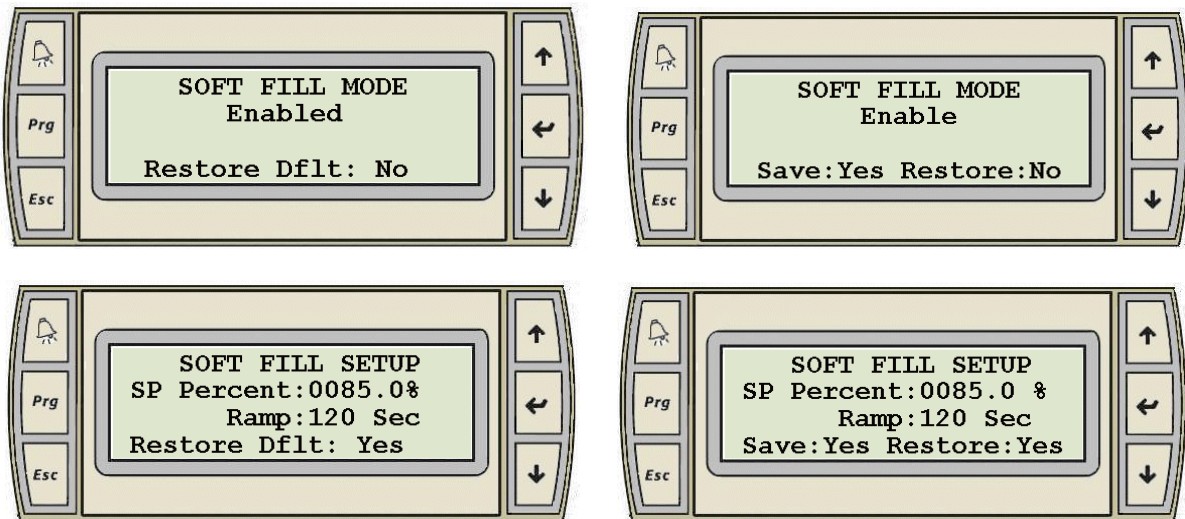 SOFT FILL MODE
Enabled
Restore Dflt: No
Prg
Esc
SOFT FILL MODE
Enable
Save:Yes Restore:No
Prg
Esc
SOFT FILL SETUP
SP Percent:0085.0%
Ramp:120 Sec
Restore Dflt: Yes
Prg
Esc
SOFT FILL SETUP
SP Percent:0085.0 %
Ramp:120 Sec
Save:Yes Restore:Yes
Prg
Esc